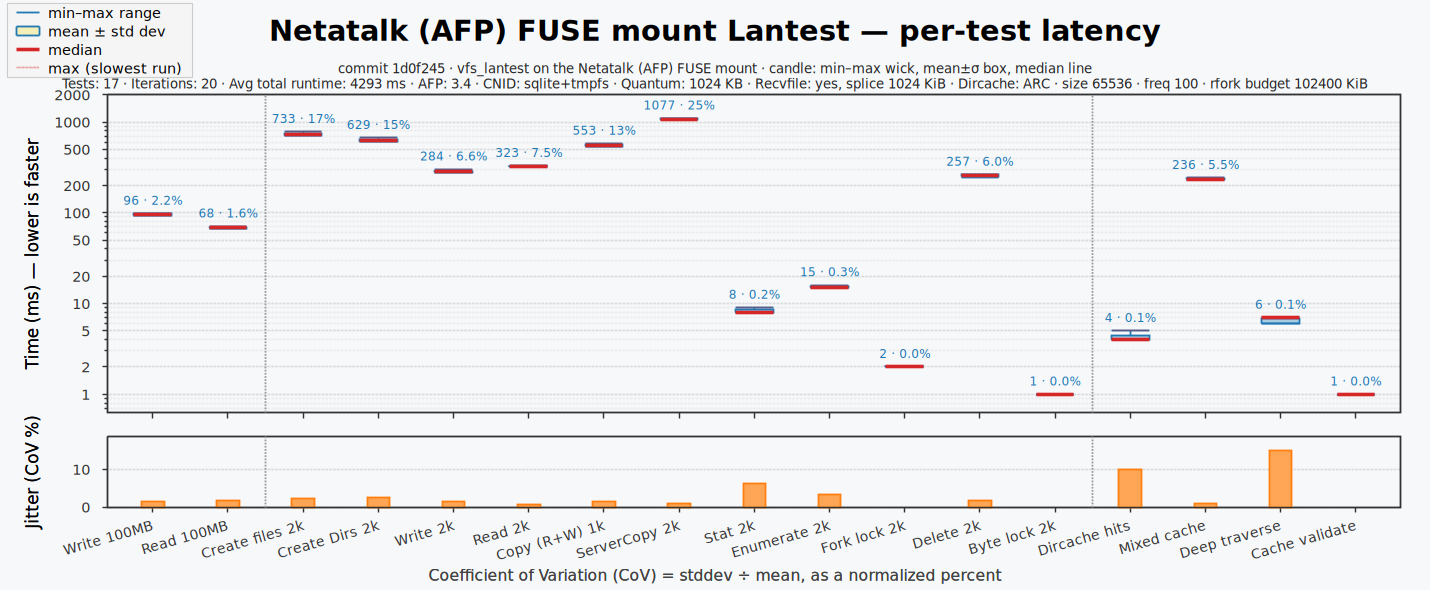 min–max range
mean ± std dev
median
max (slowest run)
Netatalk (AFP) FUSE mount Lantest — per-test latency
commit 1d0f245 · vfs_lantest on the Netatalk (AFP) FUSE mount · candle: min–max wick, mean±σ box, median line
Tests: 17 · Iterations: 20 · Avg total runtime: 4293 ms · AFP: 3.4 · CNID: sqlite+tmpfs · Quantum: 1024 KB · Recvfile: yes, splice 1024 KiB · Dircache: ARC · size 65536 · freq 100 · rfork budget 102400 KiB
Time (ms) — lower is faster
2000
1000
500
200
100
50
20
10
5
2
1
96 · 2.2%
68 · 1.6%
733 · 17%
629 · 15%
284 · 6.6%
323 · 7.5%
553 · 13%
1077 · 25%
8 · 0.2%
15 · 0.3%
2 · 0.0%
257 · 6.0%
1 · 0.0%
4 · 0.1%
236 · 5.5%
6 · 0.1%
1 · 0.0%
Jitter (CoV %)
10
0
Write 100MB
Read 100MB
Create files 2k
Create Dirs 2k
Write 2k
Read 2k
Copy (R+W) 1k
ServerCopy 2k
Stat 2k
Enumerate 2k
Fork lock 2k
Delete 2k
Byte lock 2k
Dircache hits
Mixed cache
Deep traverse
Cache validate
Coefficient of Variation (CoV) = stddev ÷ mean, as a normalized percent